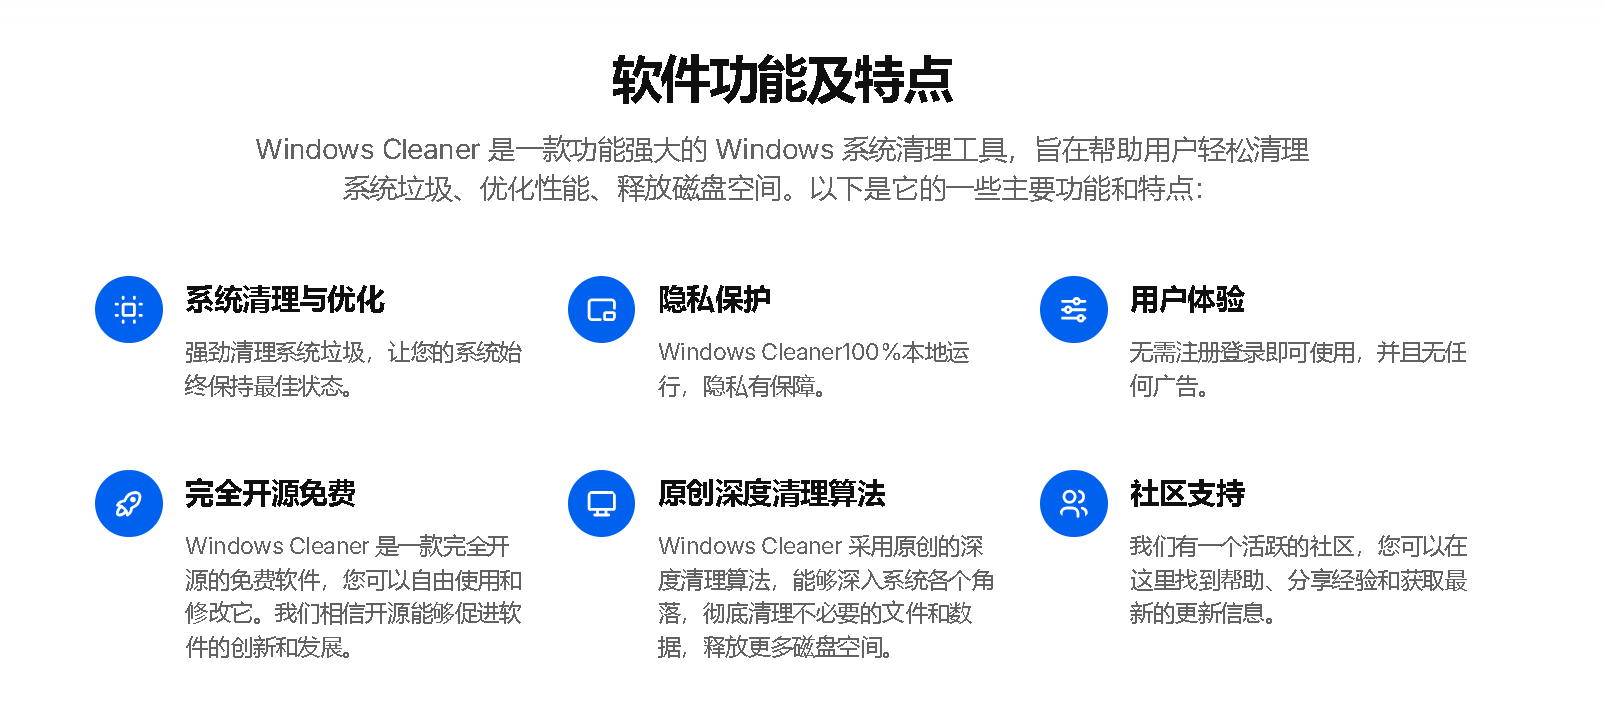 软件功能及特点
Windows Cleaner 是一款功能强大的 Windows 系统清理工具，旨在帮助用户轻松清理
系统垃圾、优化性能、释放磁盘空间。以下是它的一些主要功能和特点：
系统清理与优化
强劲清理系统垃圾，让您的系统始
终保持最佳状态。
隐私保护
Windows Cleaner100%本地运
行，隐私有保障。
用户体验
无需注册登录即可使用，并且无任
何广告。
完全开源免费
Windows Cleaner 是一款完全开
源的免费软件，您可以自由使用和
修改它。我们相信开源能够促进软
件的创新和发展。
原创深度清理算法
Windows Cleaner 采用原创的深
度清理算法，能够深入系统各个角
落，彻底清理不必要的文件和数
据，释放更多磁盘空间。
社区支持
我们有一个活跃的社区，您可以在
这里找到帮助、分享经验和获取最
新的更新信息。